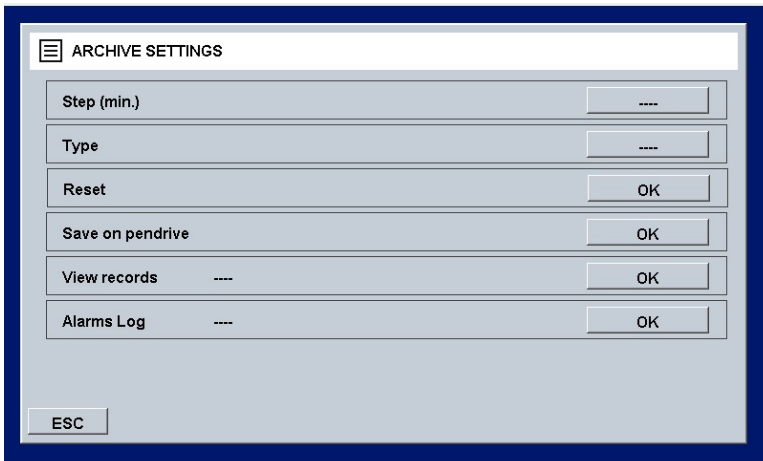 ARCHIVE SETTINGS
Step (min.) ----
Type ----
Reset OK
Save on pendrive OK
View records ---- OK
Alarms Log ---- OK
ESC